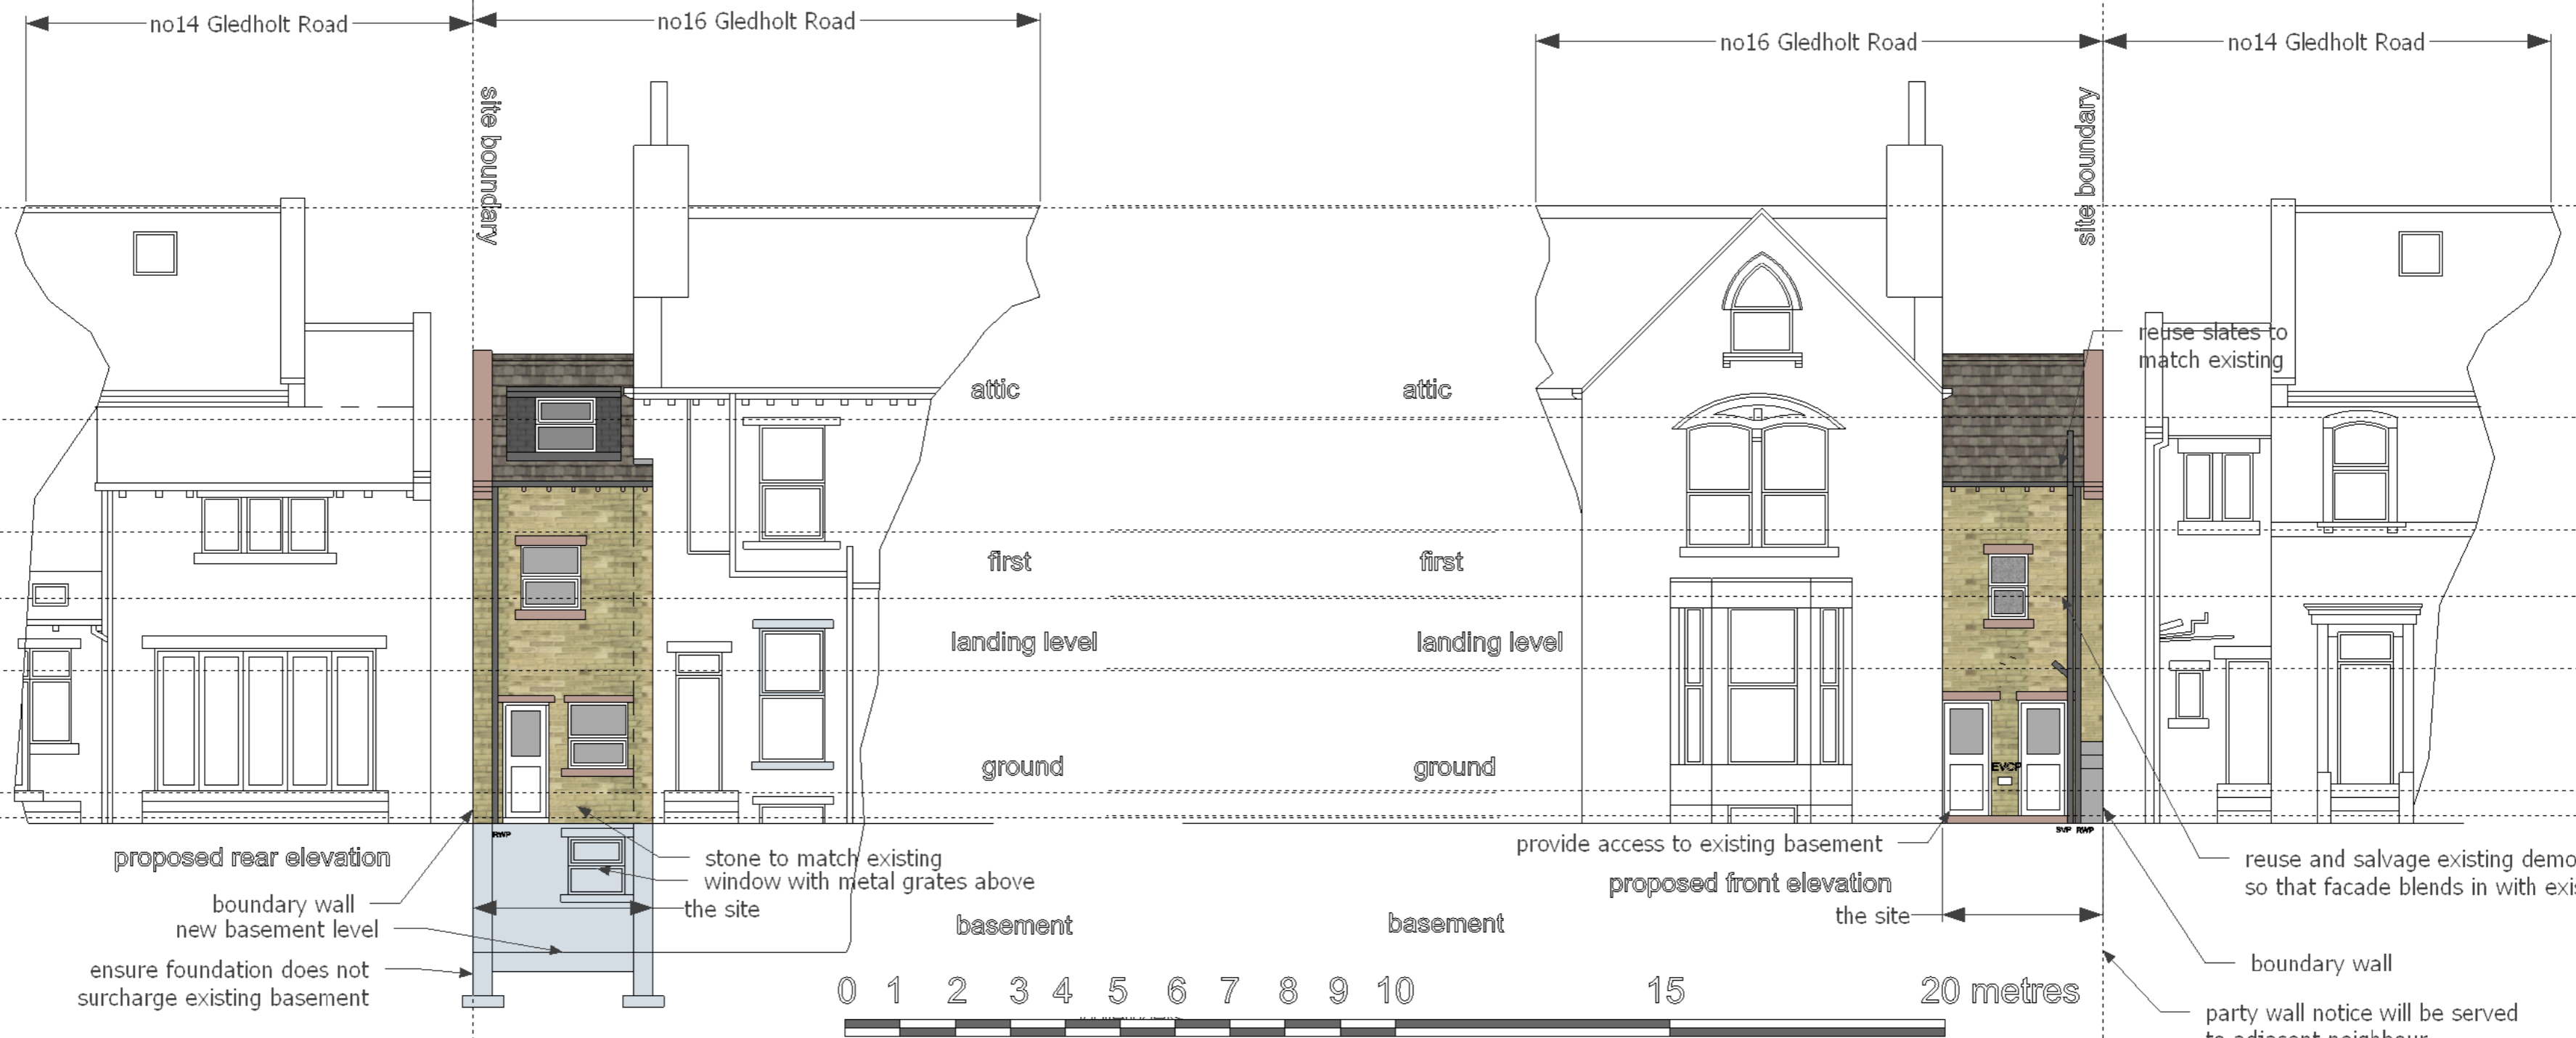 no14 Gledholt Road
no16 Gledholt Road
no16 Gledholt Road
no14 Gledholt Road
site boundary
site boundary
reuse slates to
match existing
attic
attic
first
first
landing level
landing level
ground
ground
EVCP
RWP
SVP RWP
proposed rear elevation
stone to match existing
window with metal grates above
the site
boundary wall
new basement level
ensure foundation does not
surcharge existing basement
basement
basement
provide access to existing basement
proposed front elevation
the site
reuse and salvage existing demo
so that facade blends in with exis
boundary wall
party wall notice will be served
to adjacent neighbour
0 1 2 3 4 5 6 7 8 9 10 15 20 metres